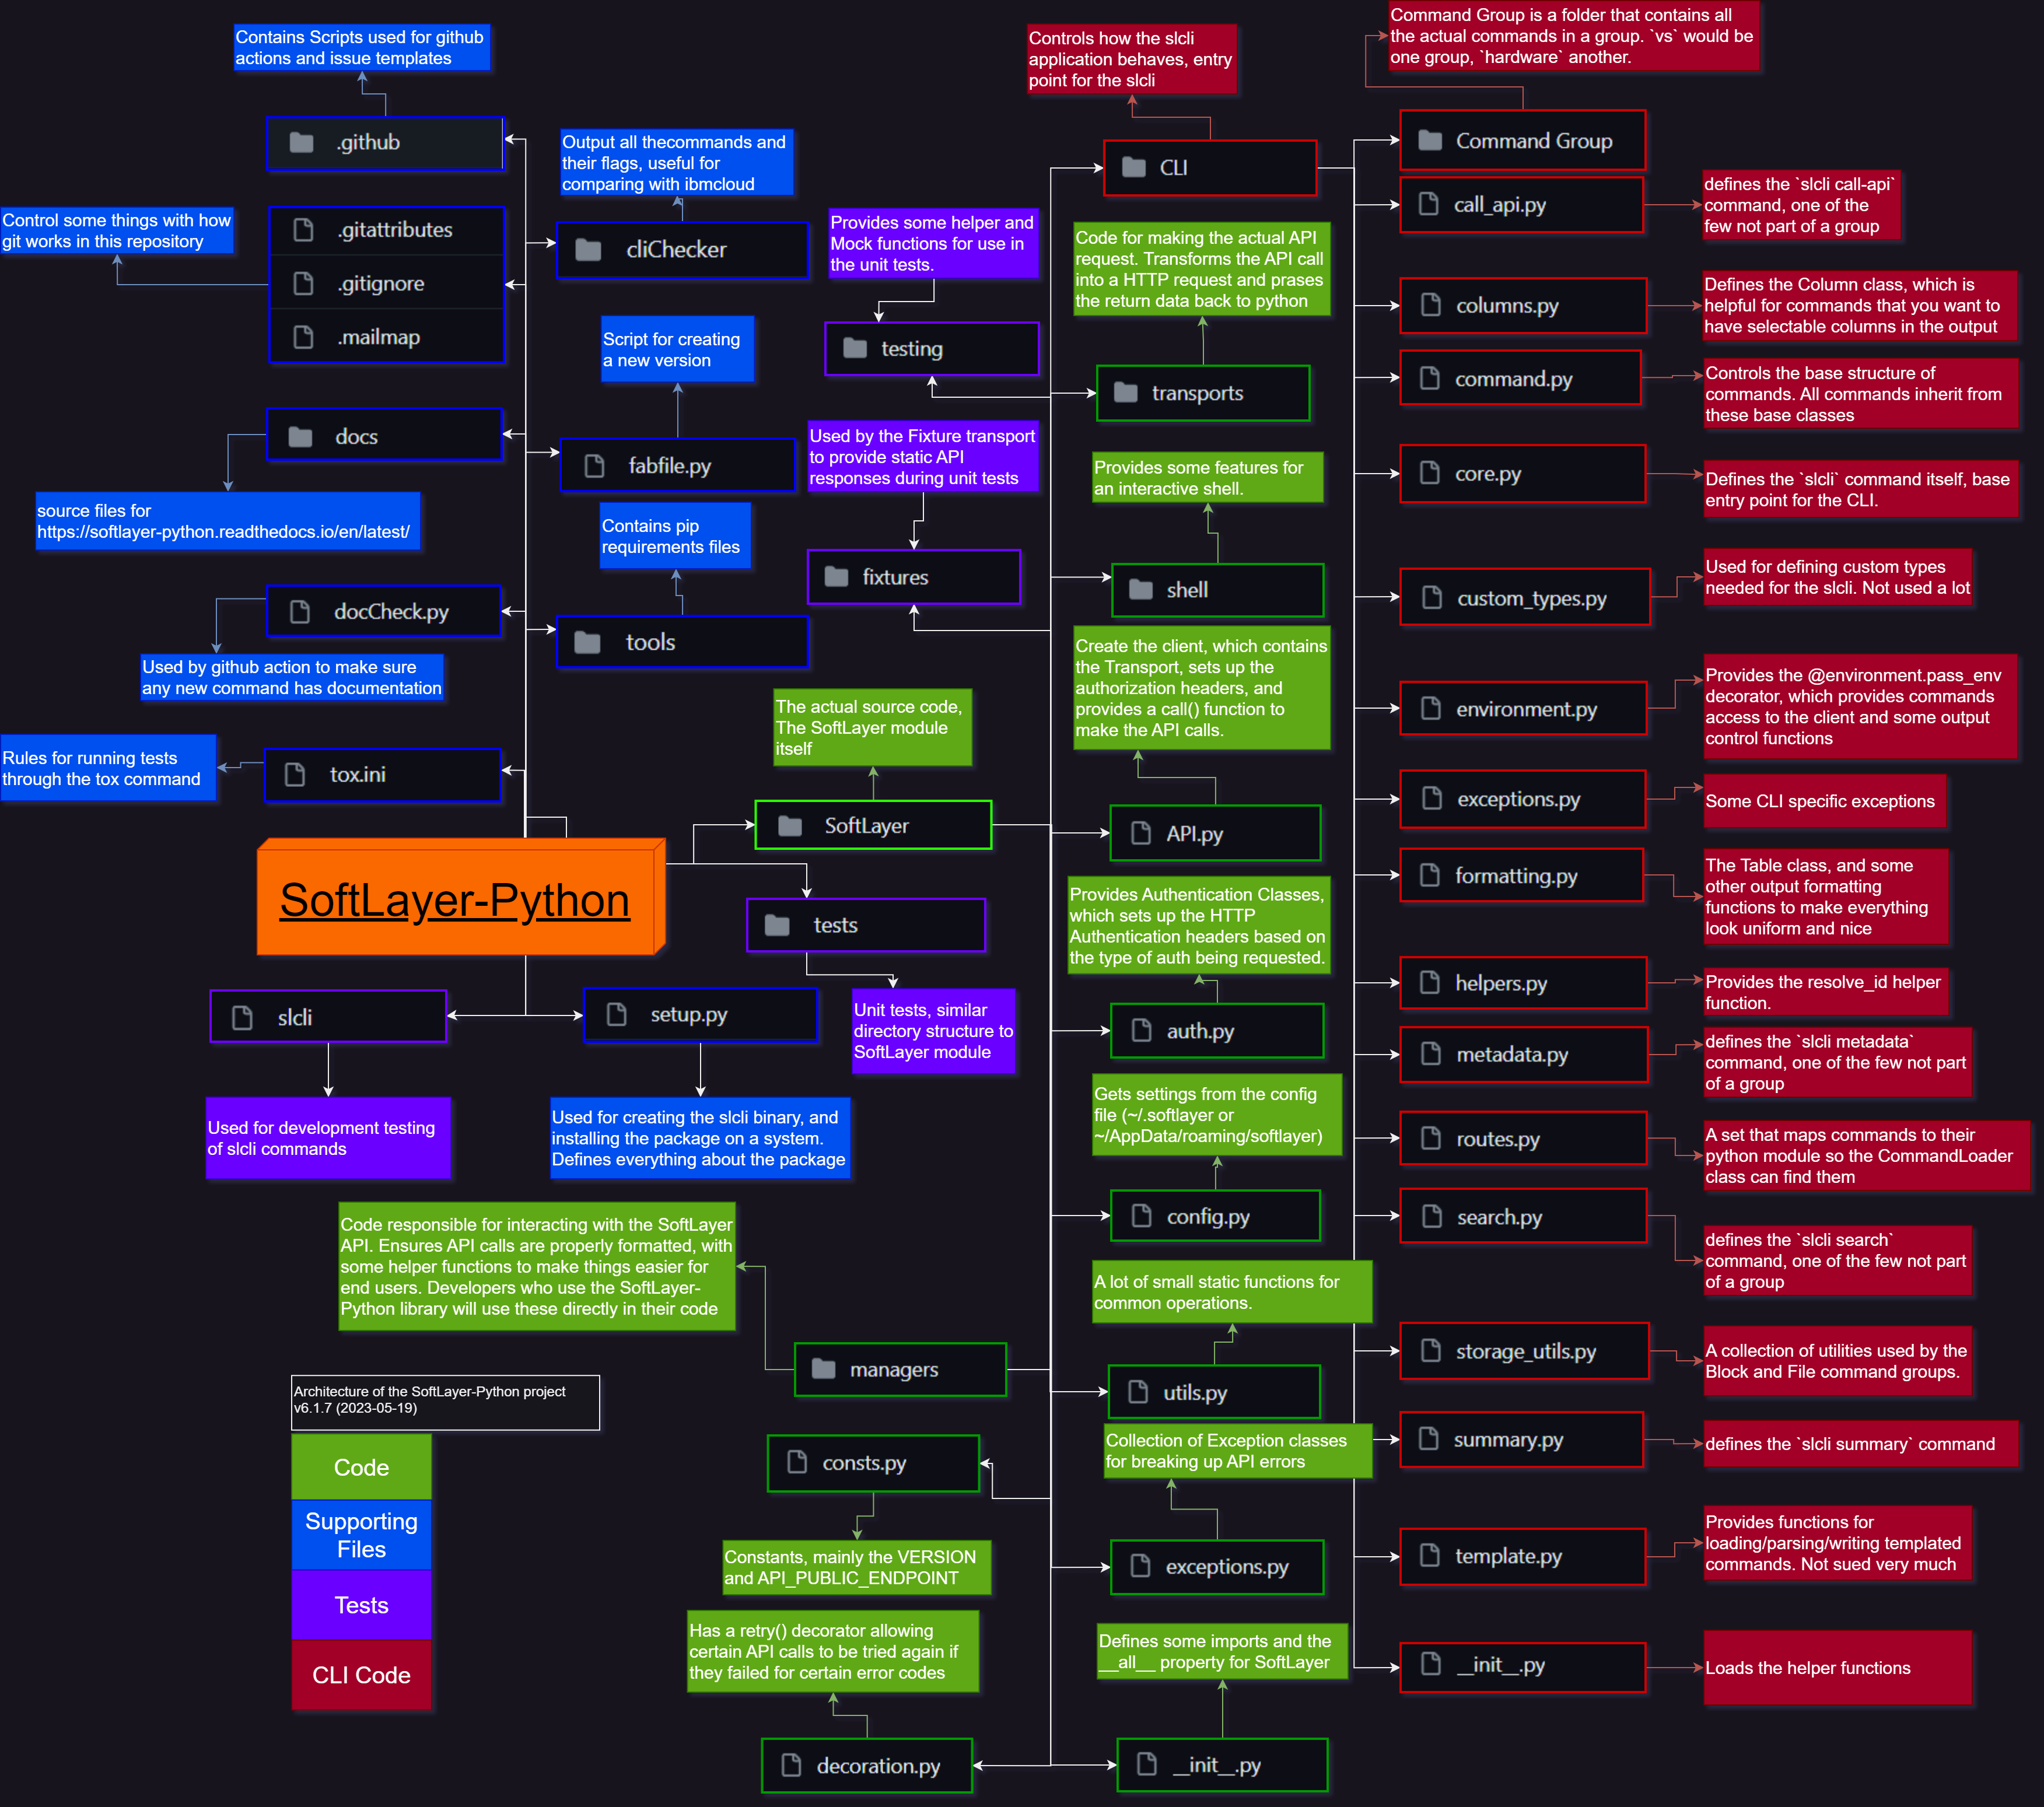 Contains Scripts used for github
actions and issue templates
.github
Control some things with how
git works in this repository
.gitattributes
.gitignore
.mailmap
docs
source files for
https://softlayer-python.readthedocs.io/en/latest/
docCheck.py
Used by github action to make sure
any new command has documentation
Rules for running tests
through the tox command
tox.ini
Output all thecommands and
their flags, useful for
comparing with ibmcloud
cliChecker
Script for creating
a new version
fabfile.py
Contains pip
requirements files
tools
SoftLayer-Python
slcli
Used for development testing
of slcli commands
setup.py
Used for creating the slcli binary, and
installing the package on a system.
Defines everything about the package
The actual source code,
The SoftLayer module
itself
SoftLayer
tests
Unit tests, similar
directory structure to
SoftLayer module
Provides some helper and
Mock functions for use in
the unit tests.
testing
Used by the Fixture transport
to provide static API
responses during unit tests
fixtures
Code responsible for interacting with the SoftLayer
API. Ensures API calls are properly formatted, with
some helper functions to make things easier for
end users. Developers who use the SoftLayer-
Python library will use these directly in their code
managers
consts.py
Constants, mainly the VERSION
and API_PUBLIC_ENDPOINT
Has a retry() decorator allowing
certain API calls to be tried again if
they failed for certain error codes
decoration.py
Architecture of the SoftLayer-Python project
v6.1.7 (2023-05-19)
Code
Supporting
Files
Tests
CLI Code
Controls how the slcli
application behaves, entry
point for the slcli
CLI
Code for making the actual API
request. Transforms the API call
into a HTTP request and prases
the return data back to python
transports
Provides some features for
an interactive shell.
shell
Create the client, which contains
the Transport, sets up the
authorization headers, and
provides a call() function to
make the API calls.
API.py
Provides Authentication Classes,
which sets up the HTTP
Authentication headers based on
the type of auth being requested.
auth.py
Gets settings from the config
file (~/.softlayer or
~/AppData/roaming/softlayer)
config.py
A lot of small static functions for
common operations.
utils.py
Collection of Exception classes
for breaking up API errors
exceptions.py
Defines some imports and the
__all__ property for SoftLayer
__init__.py
Command Group is a folder that contains all
the actual commands in a group. `vs` would be
one group, `hardware` another.
Command Group
call_api.py
defines the `slcli call-api`
command, one of the
few not part of a group
columns.py
Defines the Column class, which is
helpful for commands that you want to
have selectable columns in the output
command.py
Controls the base structure of
commands. All commands inherit from
these base classes
core.py
Defines the `slcli` command itself, base
entry point for the CLI.
custom_types.py
Used for defining custom types
needed for the slcli. Not used a lot
environment.py
Provides the @environment.pass_env
decorator, which provides commands
access to the client and some output
control functions
exceptions.py
Some CLI specific exceptions
formatting.py
The Table class, and some
other output formatting
functions to make everything
look uniform and nice
helpers.py
Provides the resolve_id helper
function.
metadata.py
defines the `slcli metadata`
command, one of the few not part
of a group
routes.py
A set that maps commands to their
python module so the CommandLoader
class can find them
search.py
defines the `slcli search`
command, one of the few not part
of a group
storage_utils.py
A collection of utilities used by the
Block and File command groups.
summary.py
defines the `slcli summary` command
template.py
Provides functions for
loading/parsing/writing templated
commands. Not sued very much
__init__.py
Loads the helper functions